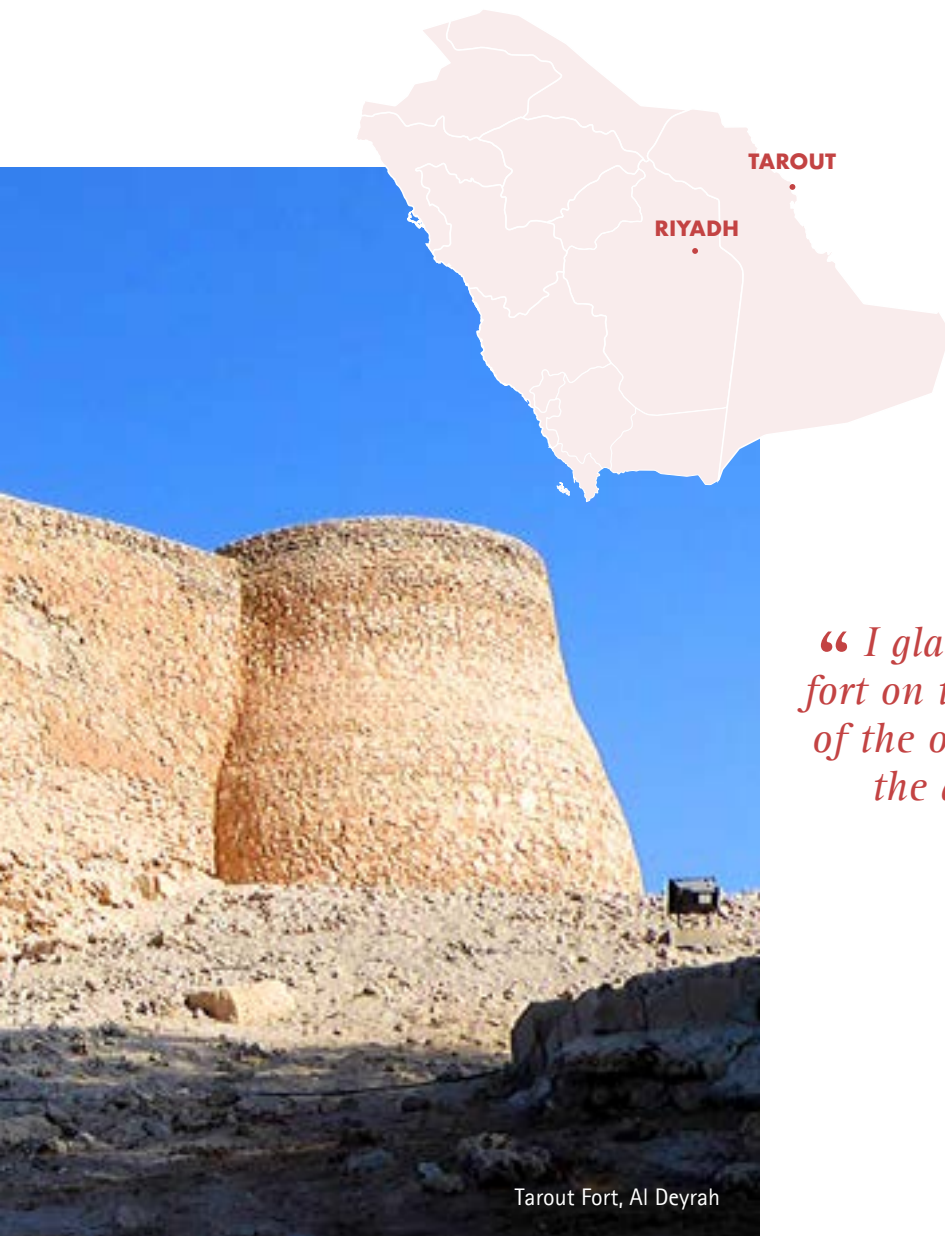 TAROUT
RIYADH
“ I gla
fort on t
of the o
the
Tarout Fort, Al Deyrah